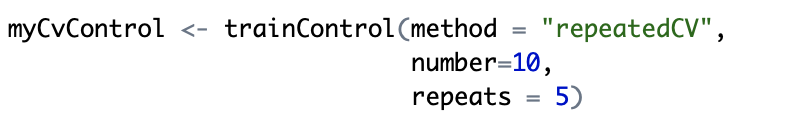 myCvControl <- trainControl(method = "repeatedCV",
number=10,
repeats = 5)